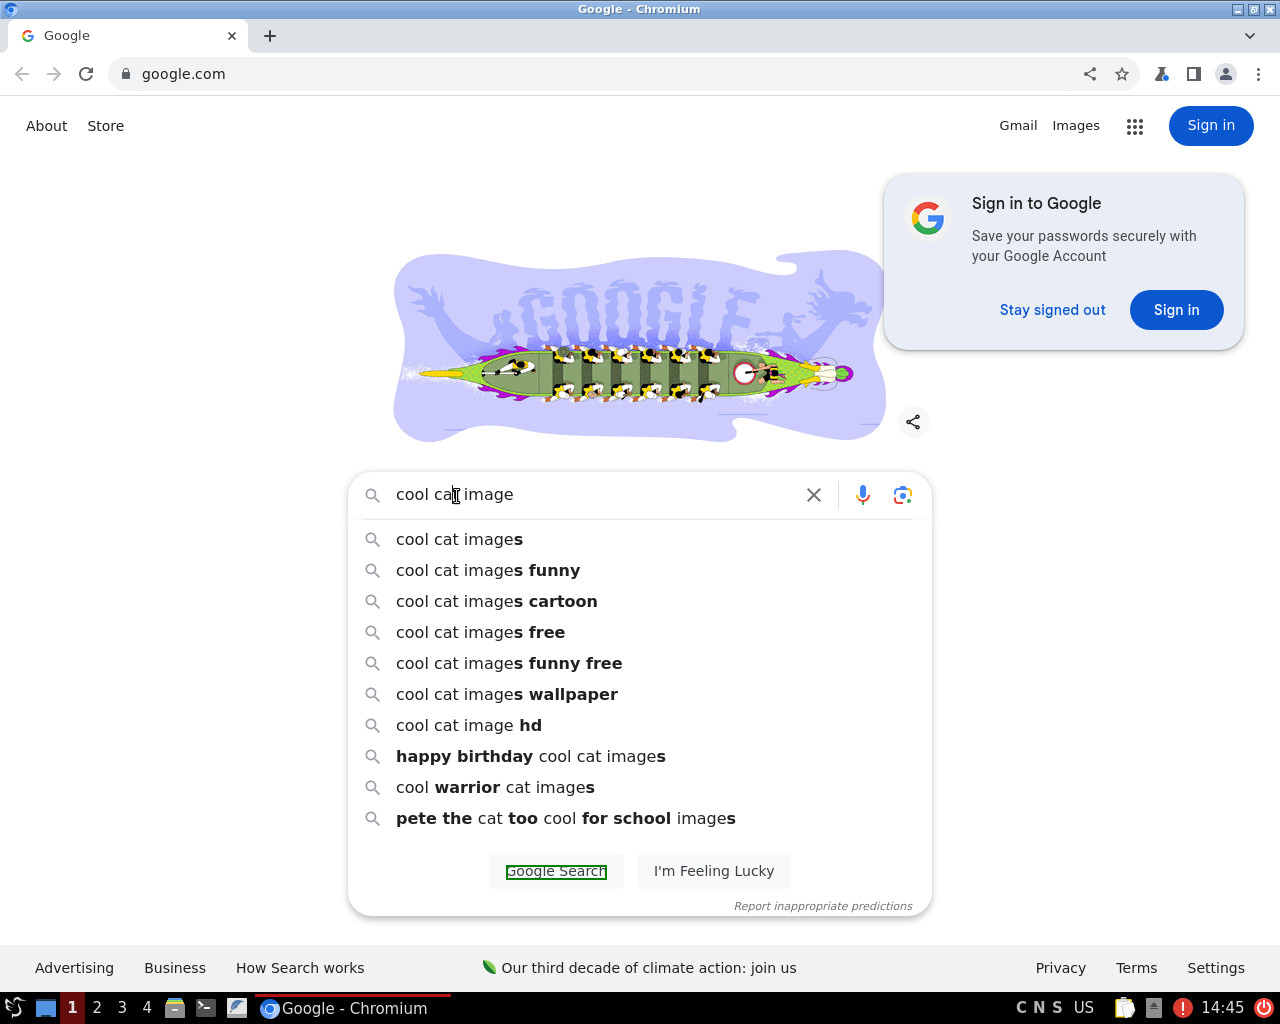 Google - Chromium
Google
google.com
About Store Gmail Images Sign in
Sign in to Google
Save your passwords securely with
your Google Account
Stay signed out Sign in
GOOGLE
cool cat image
cool cat images
cool cat images funny
cool cat images cartoon
cool cat images free
cool cat images funny free
cool cat images wallpaper
cool cat image hd
happy birthday cool cat images
cool warrior cat images
pete the cat too cool for school images
Google Search I'm Feeling Lucky
Report inappropriate predictions
Advertising Business How Search works Our third decade of climate action: join us Privacy Terms Settings
1 2 3 4 Google - Chromium C N S US 14:45